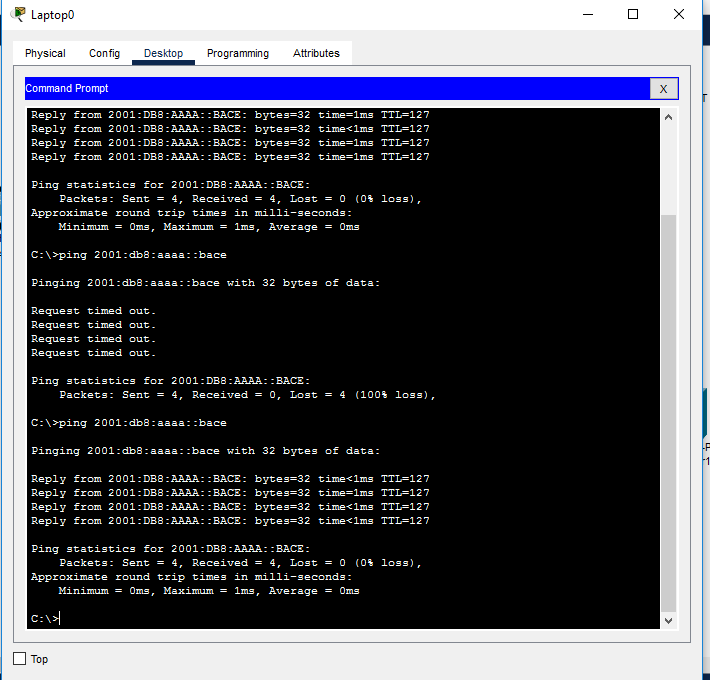 Laptop0
Physical Config Desktop Programming Attributes
Command Prompt X
Reply from 2001:DB8:AAAA::BACE: bytes=32 time=1ms TTL=127
Reply from 2001:DB8:AAAA::BACE: bytes=32 time<1ms TTL=127
Reply from 2001:DB8:AAAA::BACE: bytes=32 time=1ms TTL=127
Reply from 2001:DB8:AAAA::BACE: bytes=32 time=1ms TTL=127
Ping statistics for 2001:DB8:AAAA::BACE:
Packets: Sent = 4, Received = 4, Lost = 0 (0% loss),
Approximate round trip times in milli-seconds:
Minimum = 0ms, Maximum = 1ms, Average = 0ms
C:\>ping 2001:db8:aaaa::bace
Pinging 2001:db8:aaaa::bace with 32 bytes of data:
Request timed out.
Request timed out.
Request timed out.
Request timed out.
Ping statistics for 2001:DB8:AAAA::BACE:
Packets: Sent = 4, Received = 0, Lost = 4 (100% loss),
C:\>ping 2001:db8:aaaa::bace
Pinging 2001:db8:aaaa::bace with 32 bytes of data:
Reply from 2001:DB8:AAAA::BACE: bytes=32 time<1ms TTL=127
Reply from 2001:DB8:AAAA::BACE: bytes=32 time=1ms TTL=127
Reply from 2001:DB8:AAAA::BACE: bytes=32 time<1ms TTL=127
Reply from 2001:DB8:AAAA::BACE: bytes=32 time<1ms TTL=127
Ping statistics for 2001:DB8:AAAA::BACE:
Packets: Sent = 4, Received = 4, Lost = 0 (0% loss),
Approximate round trip times in milli-seconds:
Minimum = 0ms, Maximum = 1ms, Average = 0ms
C:\>
Top